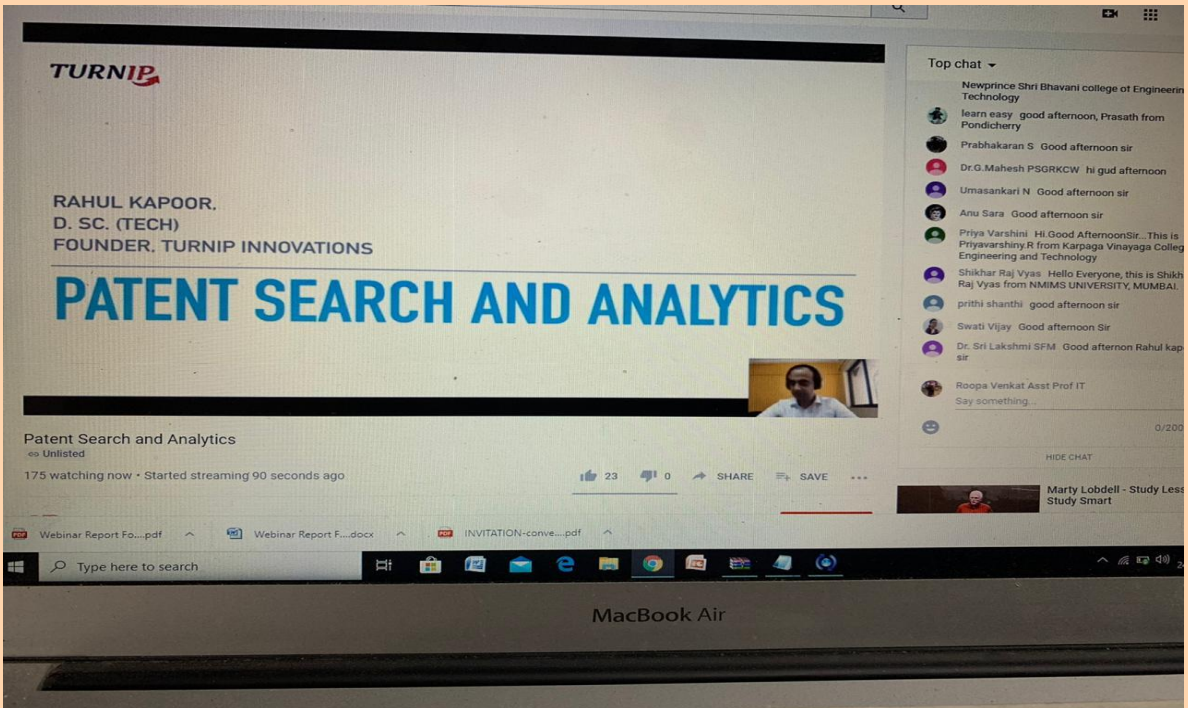 TURNIP
RAHUL KAPOOR,
D. SC. (TECH)
FOUNDER, TURNIP INNOVATIONS
PATENT SEARCH AND ANALYTICS
Patent Search and Analytics
Unlisted
175 watching now • Started streaming 90 seconds ago
23
0
SHARE
SAVE
Top chat
Newprince Shri Bhavani college of Engineerin
Technology
learn easy good afternoon, Prasath from
Pondicherry
Prabhakaran S Good afternoon sir
Dr.G.Mahesh PSGRKCW hi gud afternoon
Umasankari N Good afternoon sir
Anu Sara Good afternoon sir
Priya Varshini Hi.Good AfternoonSir...This is
Priyavarshiny.R from Karpaga Vinayaga Colleg
Engineering and Technology
Shikhar Raj Vyas Hello Everyone, this is Shikh
Raj Vyas from NMIMS UNIVERSITY, MUMBAI.
prithi shanthi good afternoon sir
Swati Vijay Good afternoon Sir
Dr. Sri Lakshmi SFM Good afternon Rahul kap
sir
Roopa Venkat Asst Prof IT
Say something...
0/200
HIDE CHAT
Marty Lobdell - Study Less
Study Smart
Webinar Report Fo....pdf
Webinar Report F....docx
INVITATION-conve....pdf
Type here to search
MacBook Air